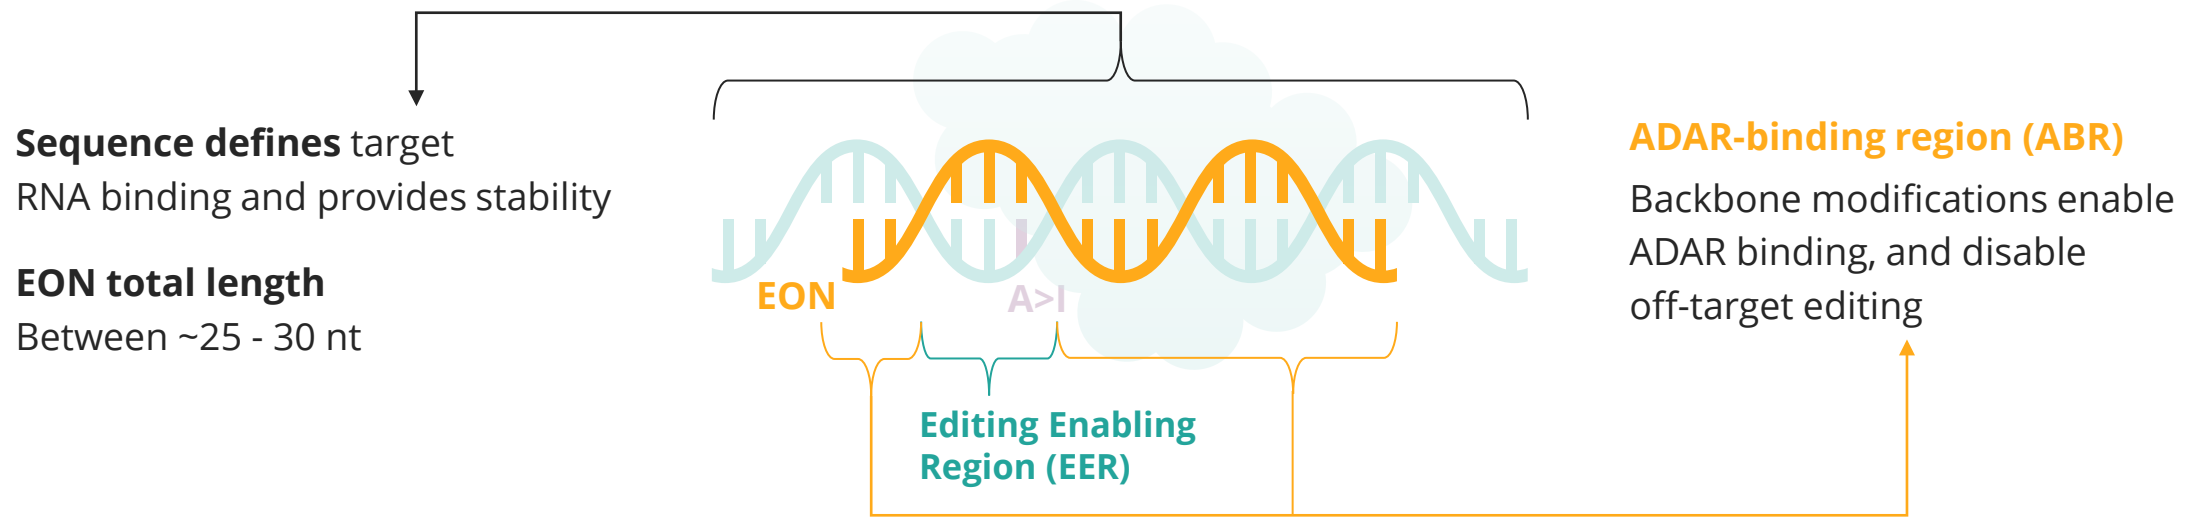 Sequence defines target
RNA binding and provides stability
EON total length
Between ~25 - 30 nt
EON
A>I
Editing Enabling
Region (EER)
ADAR-binding region (ABR)
Backbone modifications enable
ADAR binding, and disable
off-target editing